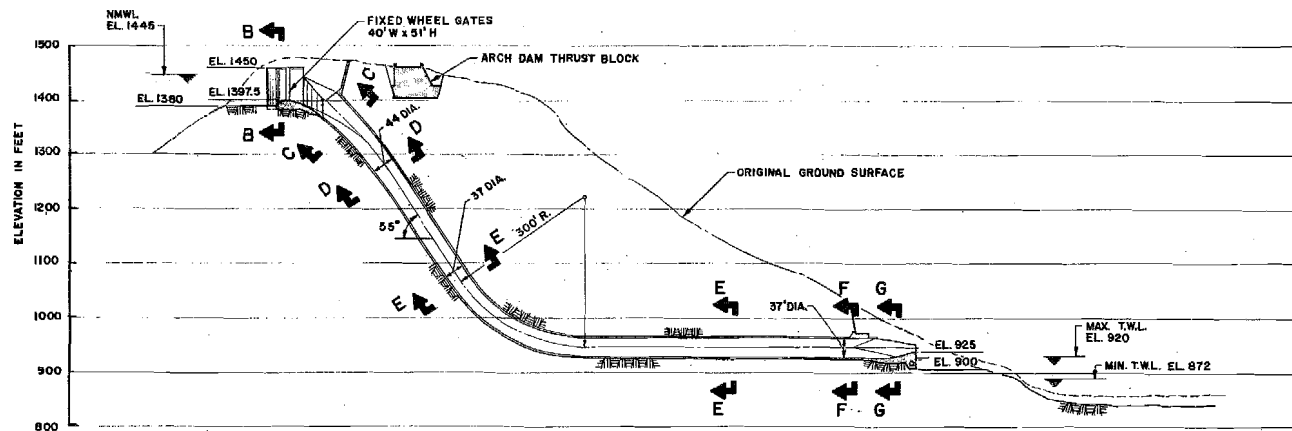 NMWL
EL. 1445
B
FIXED WHEEL GATES
40' W x 51' H
ARCH DAM THRUST BLOCK
1500
EL. 1450
C
1400
EL. 1397.5
EL. 1380
44 DIA.
D
B
C
1300
ORIGINAL GROUND SURFACE
37 DIA.
D
1200
300' R.
55°
E
1100
E
E
F
G
37' DIA.
1000
MAX. T.W.L.
EL. 920
EL. 925
EL. 900
MIN. T.W.L. EL. 872
900
E
F
G
800
ELEVATION IN FEET